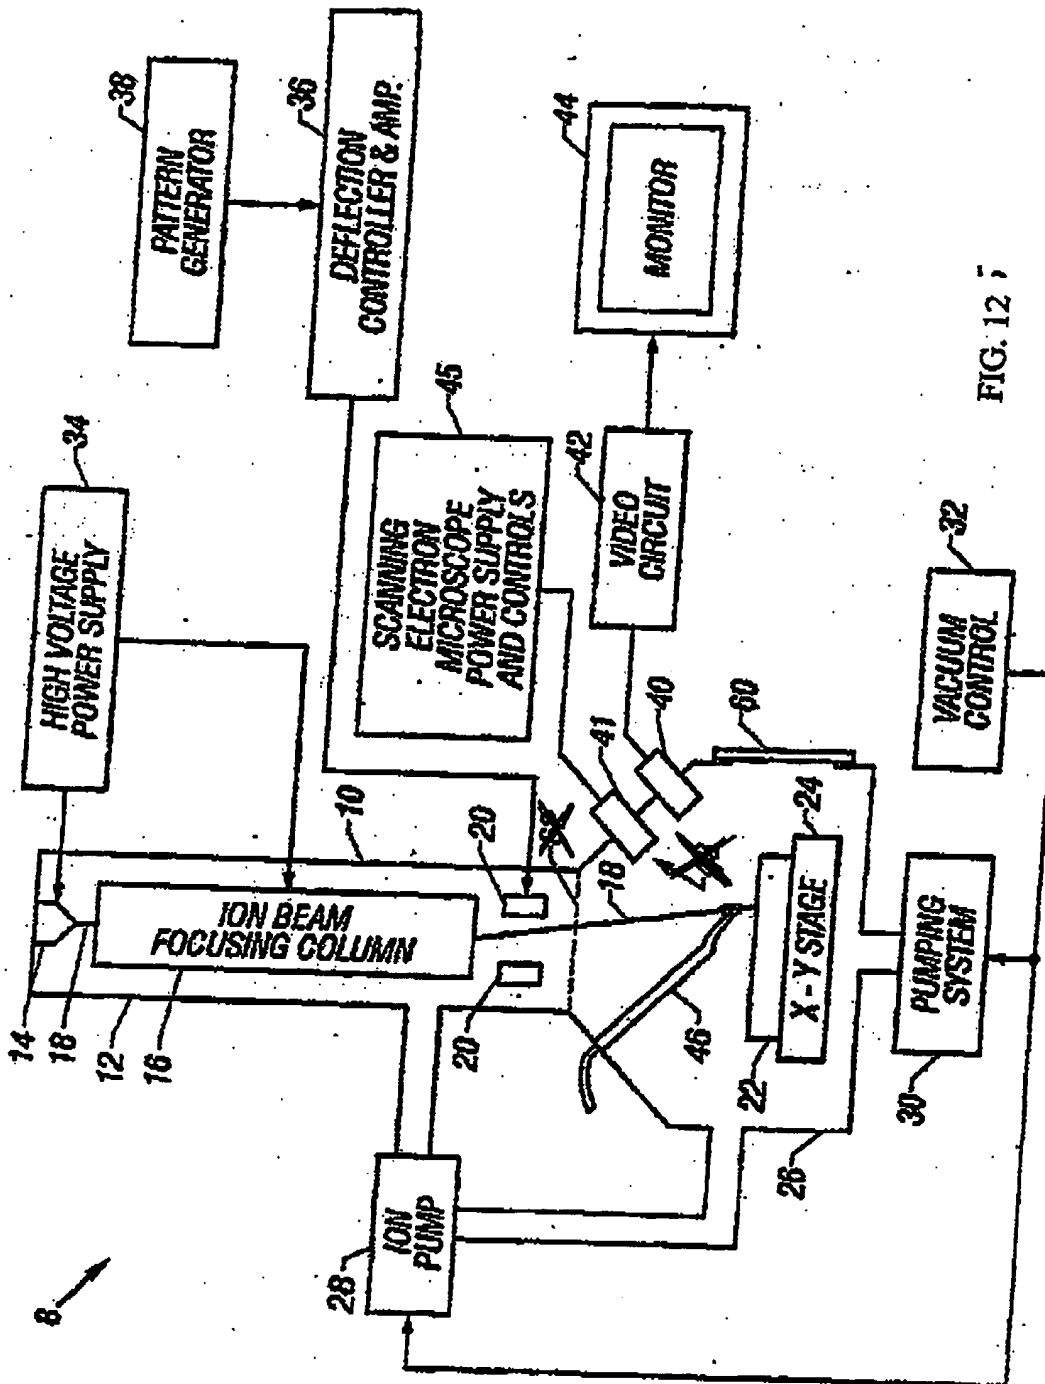 8
38
PATTERN
GENERATOR
34
HIGH VOLTAGE
POWER SUPPLY
36
DEFLECTION
CONTROLLER & AMP.
14
18
12
16
ION BEAM
FOCUSING COLUMN
10
45
SCANNING
ELECTRON
MICROSCOPE
POWER SUPPLY
AND CONTROLS
44
MONITOR
28
ION
PUMP
20
20
42
VIDEO
CIRCUIT
41
40
18
46
60
22
X - Y STAGE
24
26
30
PUMPING
SYSTEM
32
VACUUM
CONTROL
FIG. 12